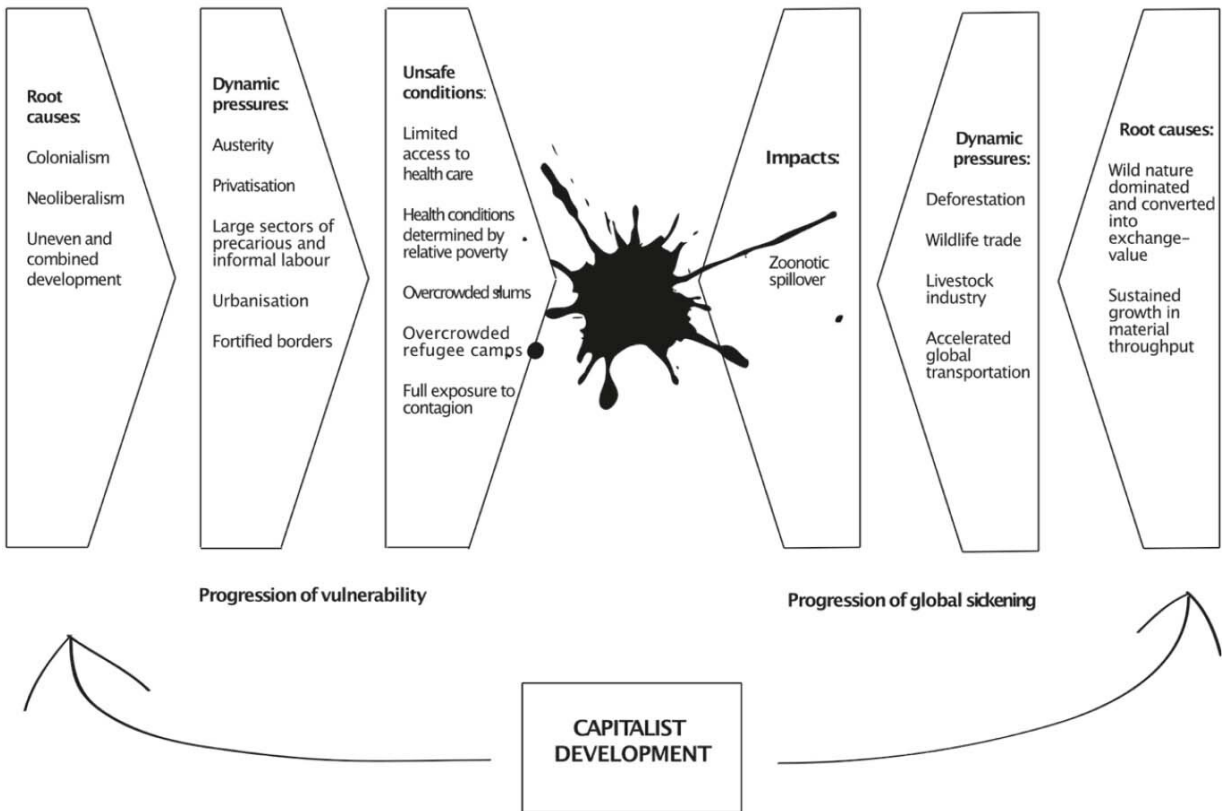 Root
causes:
Colonialism
Neoliberalism
Uneven and
combined
development
Dynamic
pressures:
Austerity
Privatisation
Large sectors of
precarious and
informal labour
Urbanisation
Fortified borders
Unsafe
conditions:
Limited
access to
health care
Health conditions
determined by
relative poverty
Overcrowded slums
Overcrowded
refugee camps
Full exposure to
contagion
Impacts:
Zoonotic
spillover
Dynamic
pressures:
Deforestation
Wildlife trade
Livestock
industry
Accelerated
global
transportation
Root causes:
Wild nature
dominated
and converted
into
exchange-
value
Sustained
growth in
material
throughput
Progression of vulnerability
Progression of global sickening
CAPITALIST
DEVELOPMENT